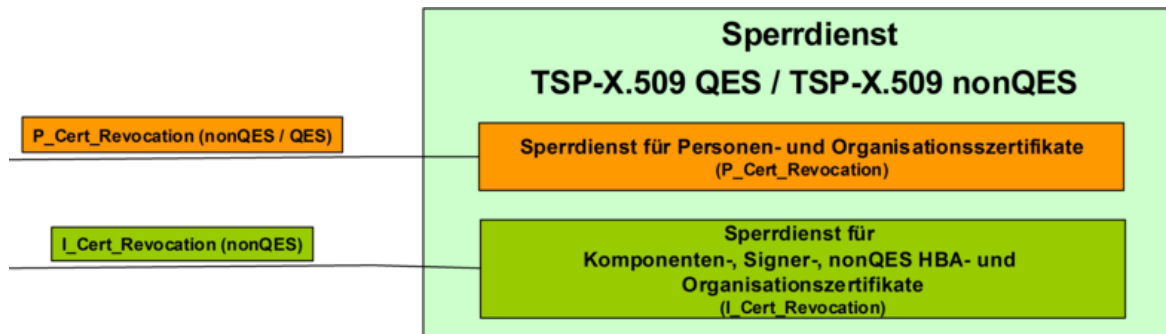 Sperrdienst
TSP-X.509 QES / TSP-X.509 nonQES
P_Cert_Revocation (nonQES / QES)
Sperrdienst für Personen- und Organisationsszertifikate
(P_Cert_Revocation)
I_Cert_Revocation (nonQES)
Sperrdienst für
Komponenten-, Signer-, nonQES HBA- und
Organisationszertifikate
(I_Cert_Revocation)